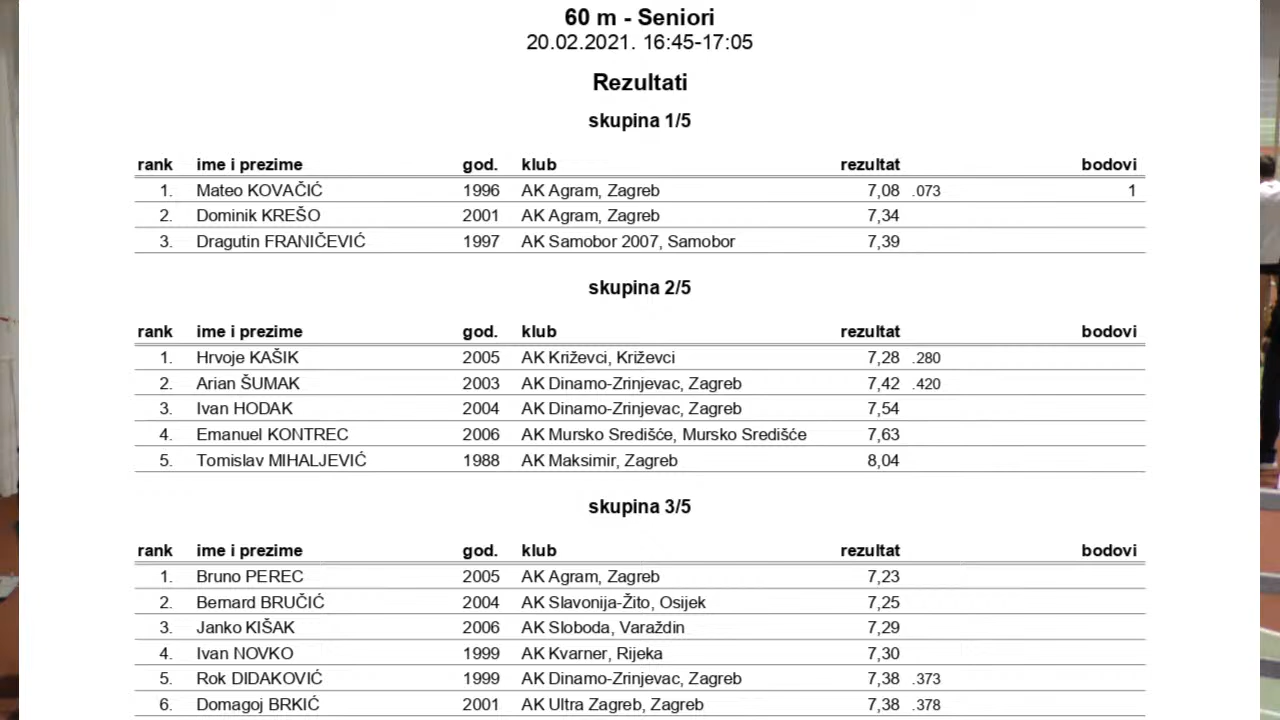 60 m - Seniori
20.02.2021. 16:45-17:05
Rezultati
skupina 1/5
rank ime i prezime god. klub rezultat bodovi
1. Mateo KOVAČIĆ 1996 AK Agram, Zagreb 7,08 .073 1
2. Dominik KREŠO 2001 AK Agram, Zagreb 7,34
3. Dragutin FRANIČEVIĆ 1997 AK Samobor 2007, Samobor 7,39
skupina 2/5
rank ime i prezime god. klub rezultat bodovi
1. Hrvoje KAŠIK 2005 AK Križevci, Križevci 7,28 .280
2. Arian ŠUMAK 2003 AK Dinamo-Zrinjevac, Zagreb 7,42 .420
3. Ivan HODAK 2004 AK Dinamo-Zrinjevac, Zagreb 7,54
4. Emanuel KONTREC 2006 AK Mursko Središće, Mursko Središće 7,63
5. Tomislav MIHALJEVIĆ 1988 AK Maksimir, Zagreb 8,04
skupina 3/5
rank ime i prezime god. klub rezultat bodovi
1. Bruno PEREC 2005 AK Agram, Zagreb 7,23
2. Bernard BRUČIĆ 2004 AK Slavonija-Žito, Osijek 7,25
3. Janko KIŠAK 2006 AK Sloboda, Varaždin 7,29
4. Ivan NOVKO 1999 AK Kvarner, Rijeka 7,30
5. Rok DIDAKOVIĆ 1999 AK Dinamo-Zrinjevac, Zagreb 7,38 .373
6. Domagoj BRKIĆ 2001 AK Ultra Zagreb, Zagreb 7,38 .378